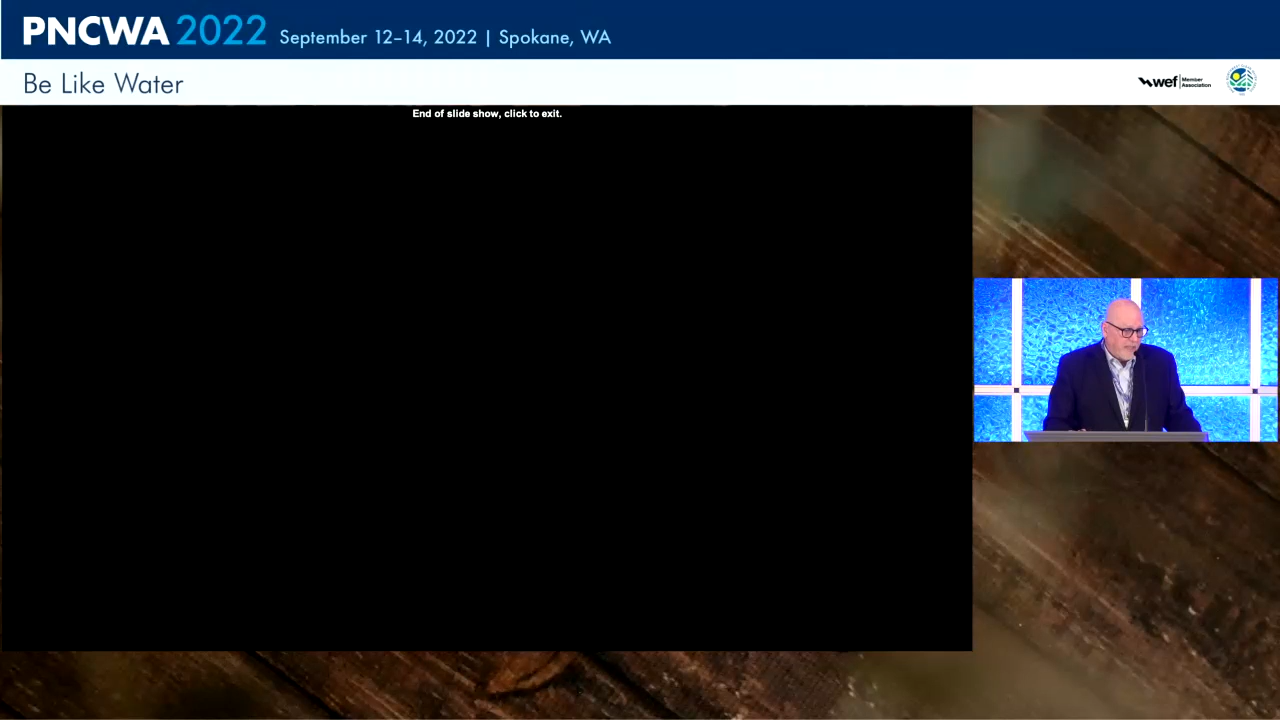 PNCWA 2022 September 12–14, 2022 | Spokane, WA
Be Like Water
wef Member Association
End of slide show, click to exit.